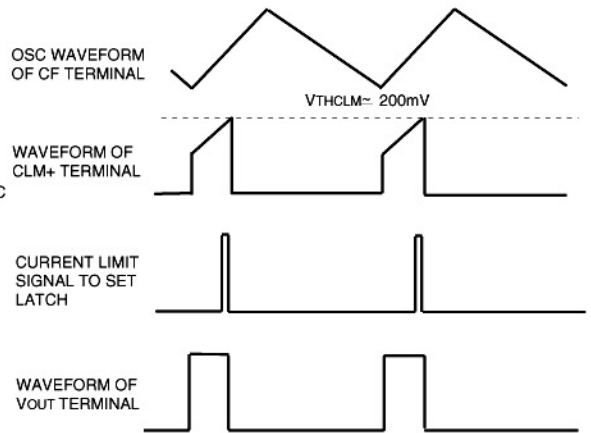 OSC WAVEFORM
OF CF TERMINAL
VTHCLM≃ 200mV
WAVEFORM OF
CLM+ TERMINAL
C
CURRENT LIMIT
SIGNAL TO SET
LATCH
WAVEFORM OF
VOUT TERMINAL